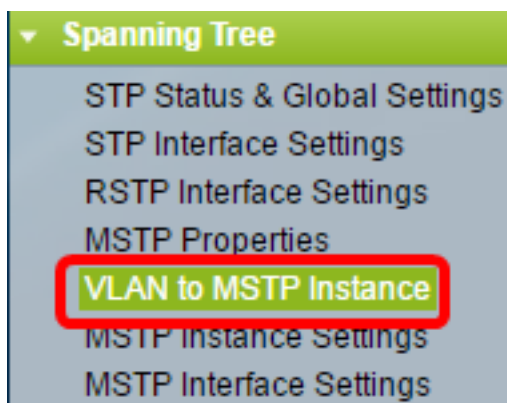 Spanning Tree
STP Status & Global Settings
STP Interface Settings
RSTP Interface Settings
MSTP Properties
VLAN to MSTP Instance
MSTP Instance Settings
MSTP Interface Settings